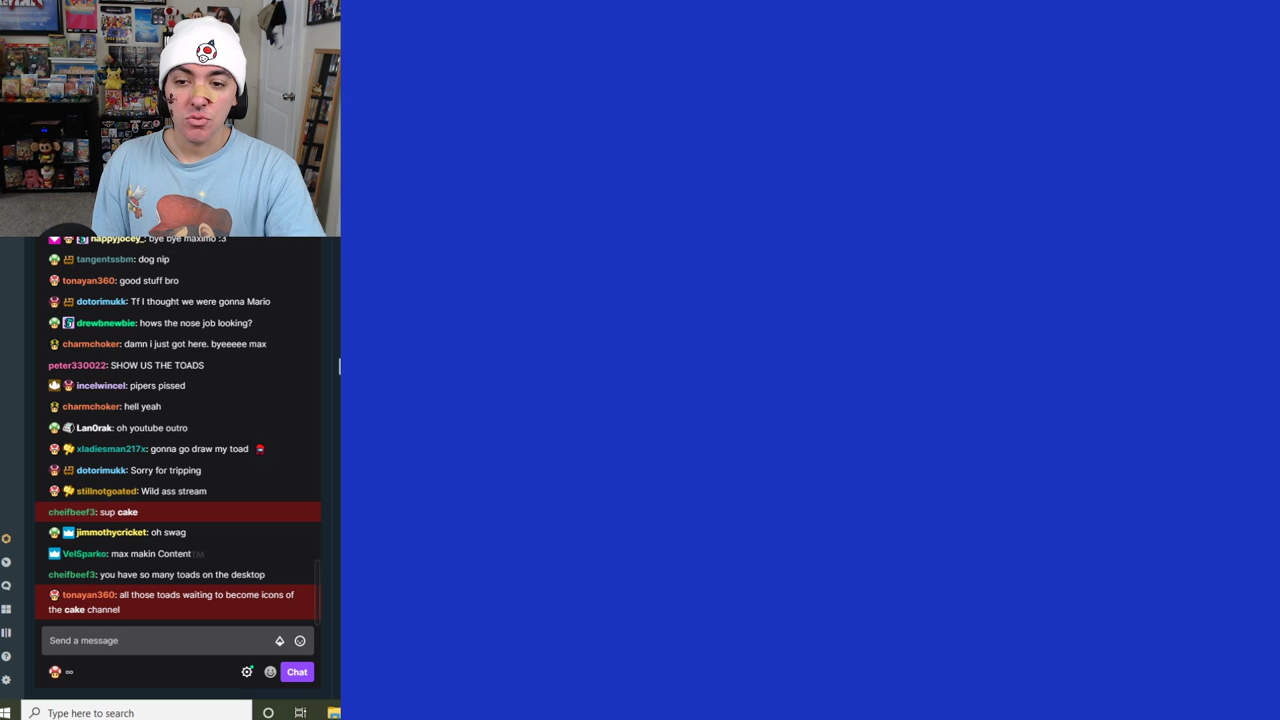 happyjocey_: bye bye maximo :3
tangentssbm: dog nip
tonayan360: good stuff bro
dotorimukk: Tf I thought we were gonna Mario
drewbnewbie: hows the nose job looking?
charmchoker: damn i just got here. byeeeee max
peter330022: SHOW US THE TOADS
incelwincel: pipers pissed
charmchoker: hell yeah
Lan0rak: oh youtube outro
xladiesman217x: gonna go draw my toad
dotorimukk: Sorry for tripping
stillnotgoated: Wild ass stream
cheifbeef3: sup cake
jimmothycricket: oh swag
VelSparko: max makin Content™
cheifbeef3: you have so many toads on the desktop
tonayan360: all those toads waiting to become icons of
the cake channel
Send a message
∞
Chat
Type here to search